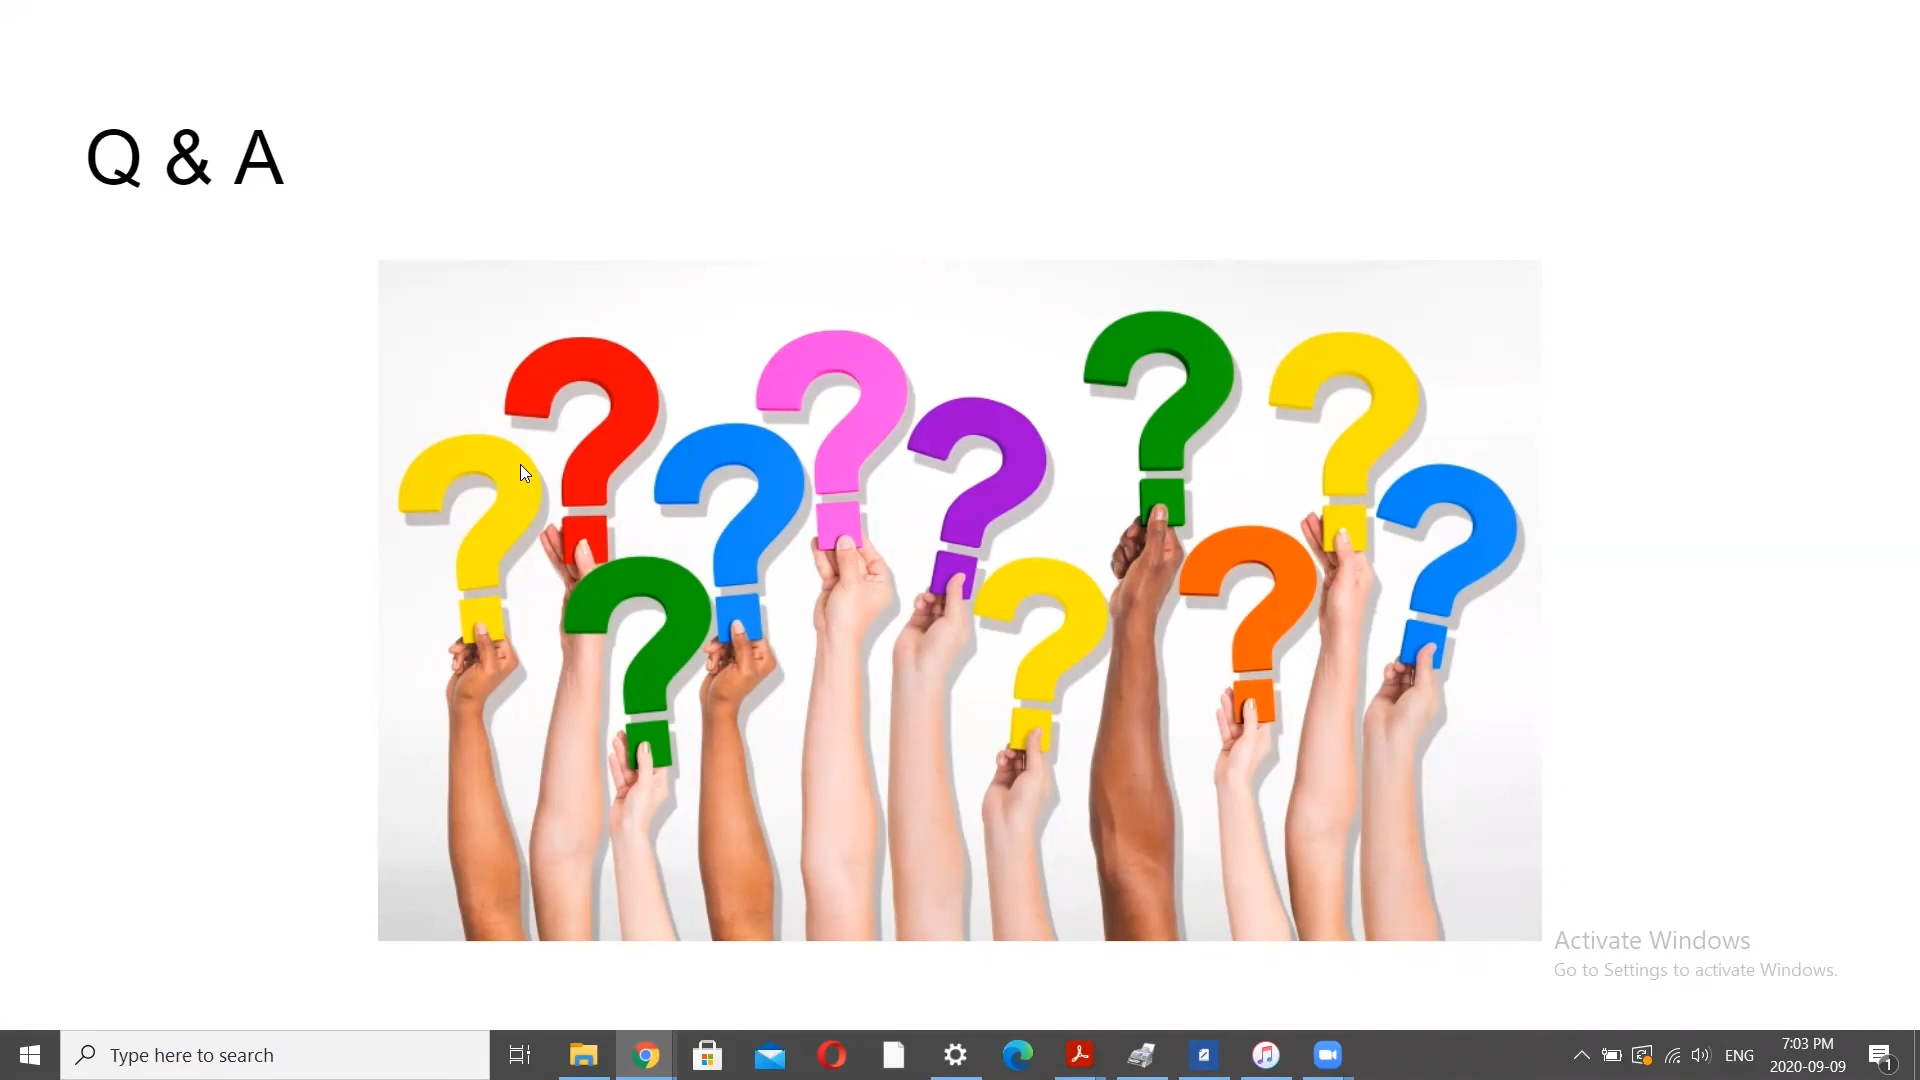 Q & A
Activate Windows
Go to Settings to activate Windows.
Type here to search
ENG
7:03 PM
2020-09-09
1